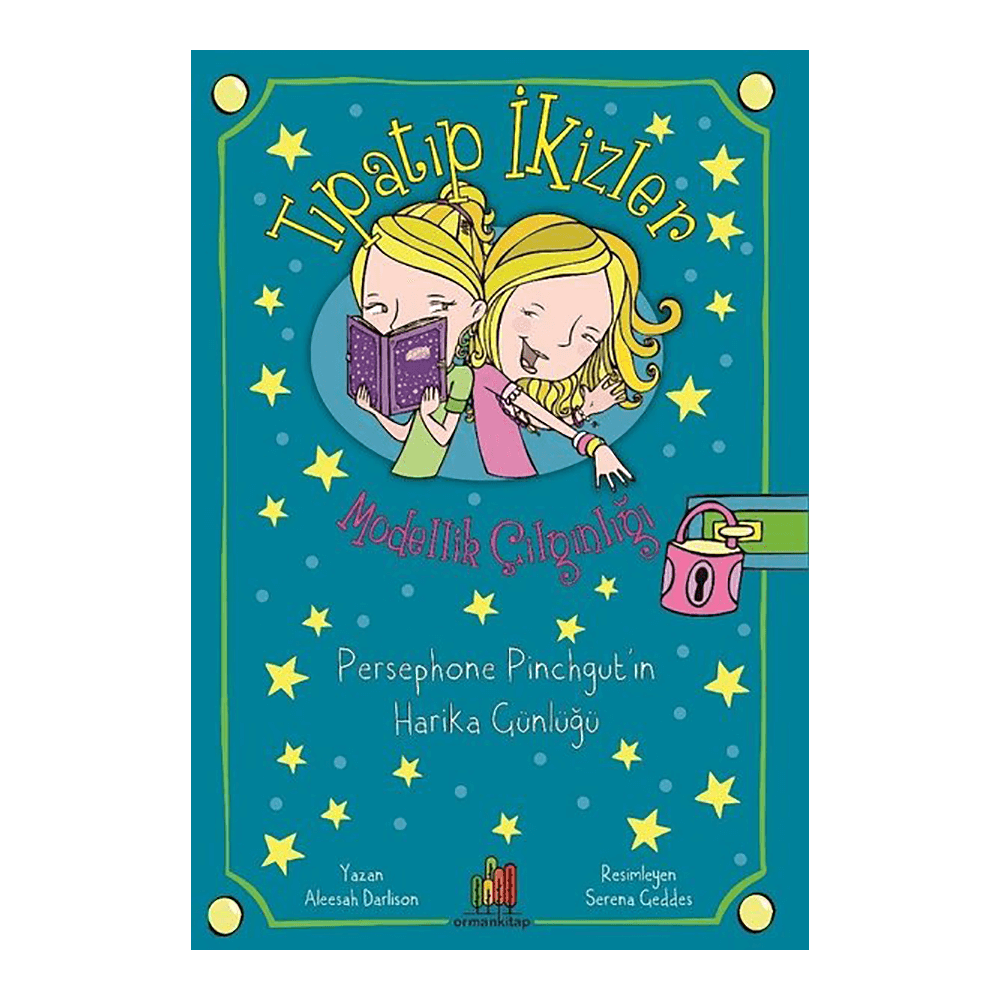 Tıpatıp İkizler
Modellik Çılgınlığı
Persephone Pinchgut'ın
Harika Günlüğü
Yazan
Aleesah Darlison
ormankitap
Resimleyen
Serena Geddes